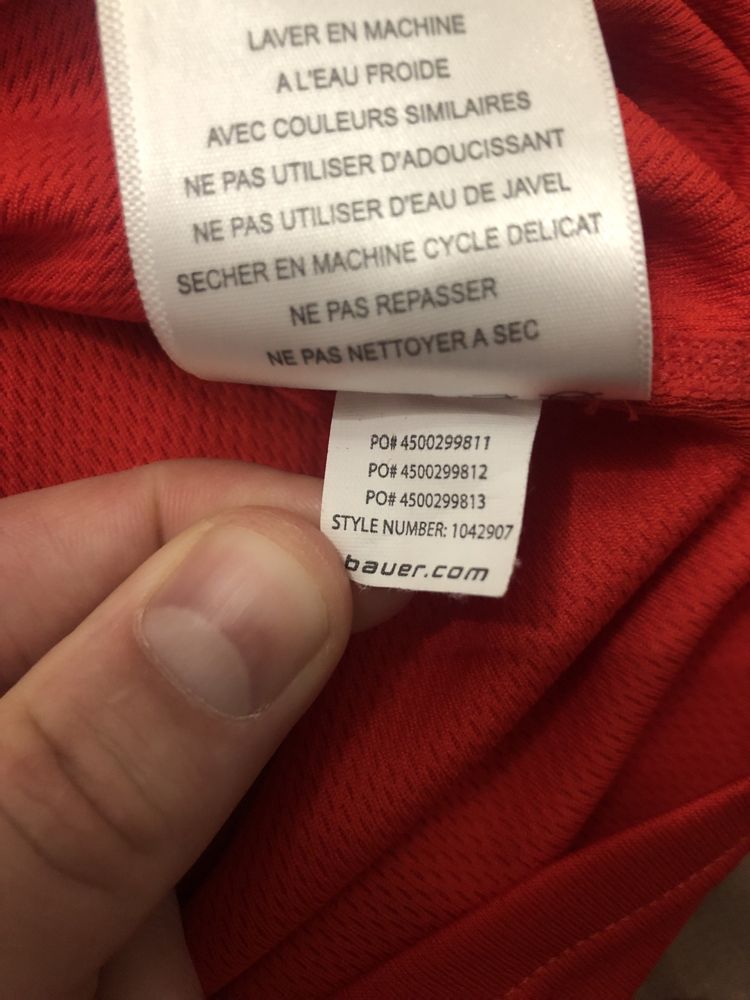 LAVER EN MACHINE
A L'EAU FROIDE
AVEC COULEURS SIMILAIRES
NE PAS UTILISER D'ADOUCISSANT
NE PAS UTILISER D'EAU DE JAVEL
SECHER EN MACHINE CYCLE DELICAT
NE PAS REPASSER
NE PAS NETTOYER A SEC
PO# 4500299811
PO# 4500299812
PO# 4500299813
STYLE NUMBER: 1042907
bauer.com